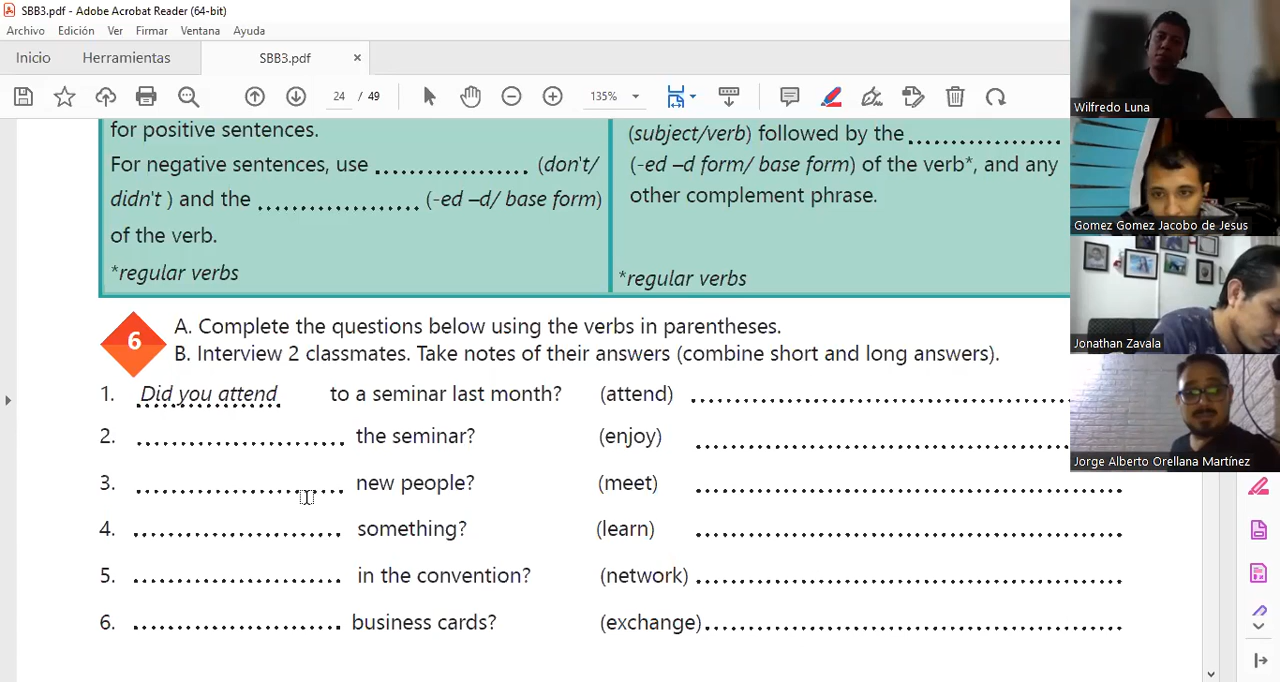 SBB3.pdf - Adobe Acrobat Reader (64-bit)
Archivo Edición Ver Firmar Ventana Ayuda
Inicio Herramientas SBB3.pdf ×
24 / 49 135%
for positive sentences.
For negative sentences, use ................ (don't/
didn't ) and the ................ (-ed –d/ base form)
of the verb.
*regular verbs
(subject/verb) followed by the ................
(-ed –d form/ base form) of the verb*, and any
other complement phrase.
*regular verbs
6
A. Complete the questions below using the verbs in parentheses.
B. Interview 2 classmates. Take notes of their answers (combine short and long answers).
1. Did you attend to a seminar last month? (attend) ................
2. ................ the seminar? (enjoy) ................
3. ................ new people? (meet) ................
4. ................ something? (learn) ................
5. ................ in the convention? (network) ................
6. ................ business cards? (exchange) ................
Wilfredo Luna
Gomez Gomez Jacobo de Jesus
Jonathan Zavala
Jorge Alberto Orellana Martínez